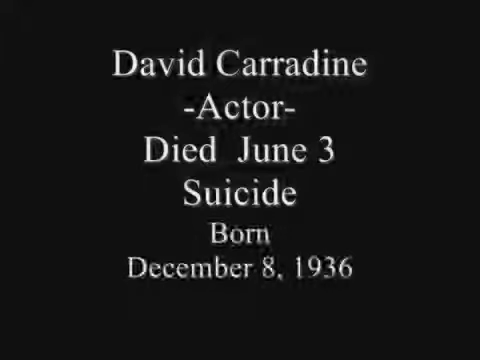 David Carradine
-Actor-
Died June 3
Suicide
Born
December 8, 1936